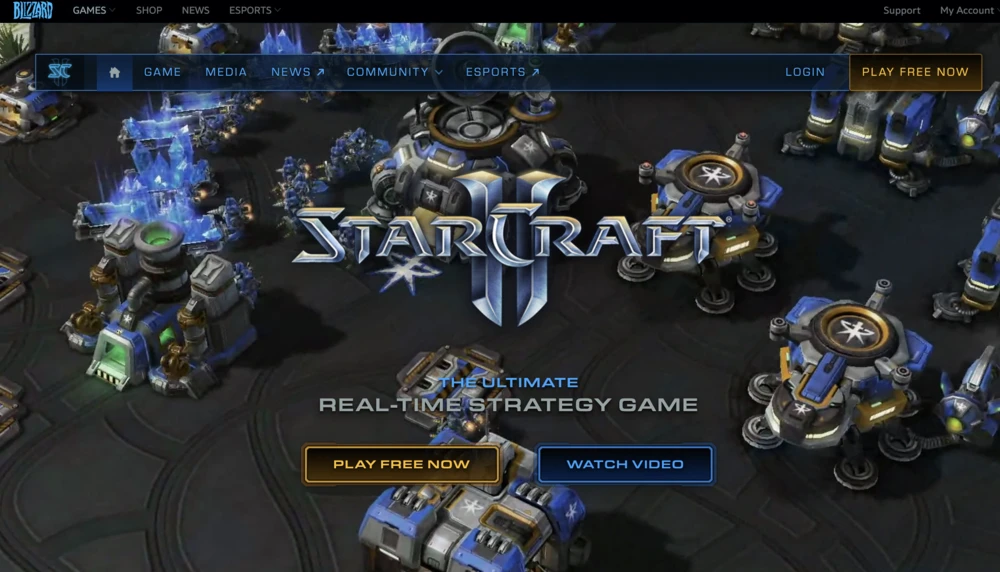 BLIZZARD GAMES SHOP NEWS ESPORTS Support My Account
SC GAME MEDIA NEWS COMMUNITY ESPORTS LOGIN PLAY FREE NOW
STARCRAFT®
II
THE ULTIMATE
REAL-TIME STRATEGY GAME
PLAY FREE NOW WATCH VIDEO